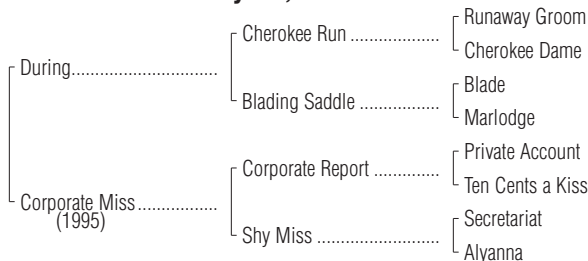 Runaway Groom
Cherokee Run
Cherokee Dame
During
Blade
Blading Saddle
Marlodge
Private Account
Corporate Report
Ten Cents a Kiss
Corporate Miss
(1995)
Secretariat
Shy Miss
Alyanna